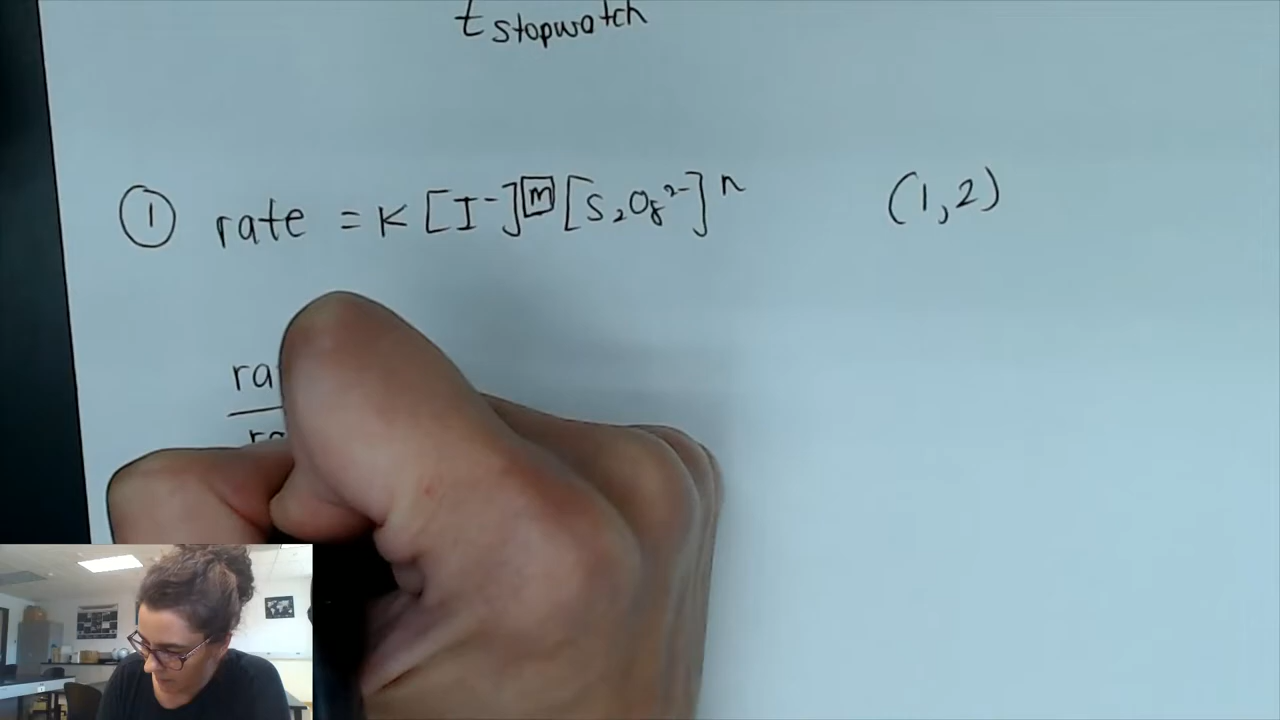 t stopwatch
① rate = K [I⁻]ᵐ [S₂O₈²⁻]ⁿ (1,2)
ra